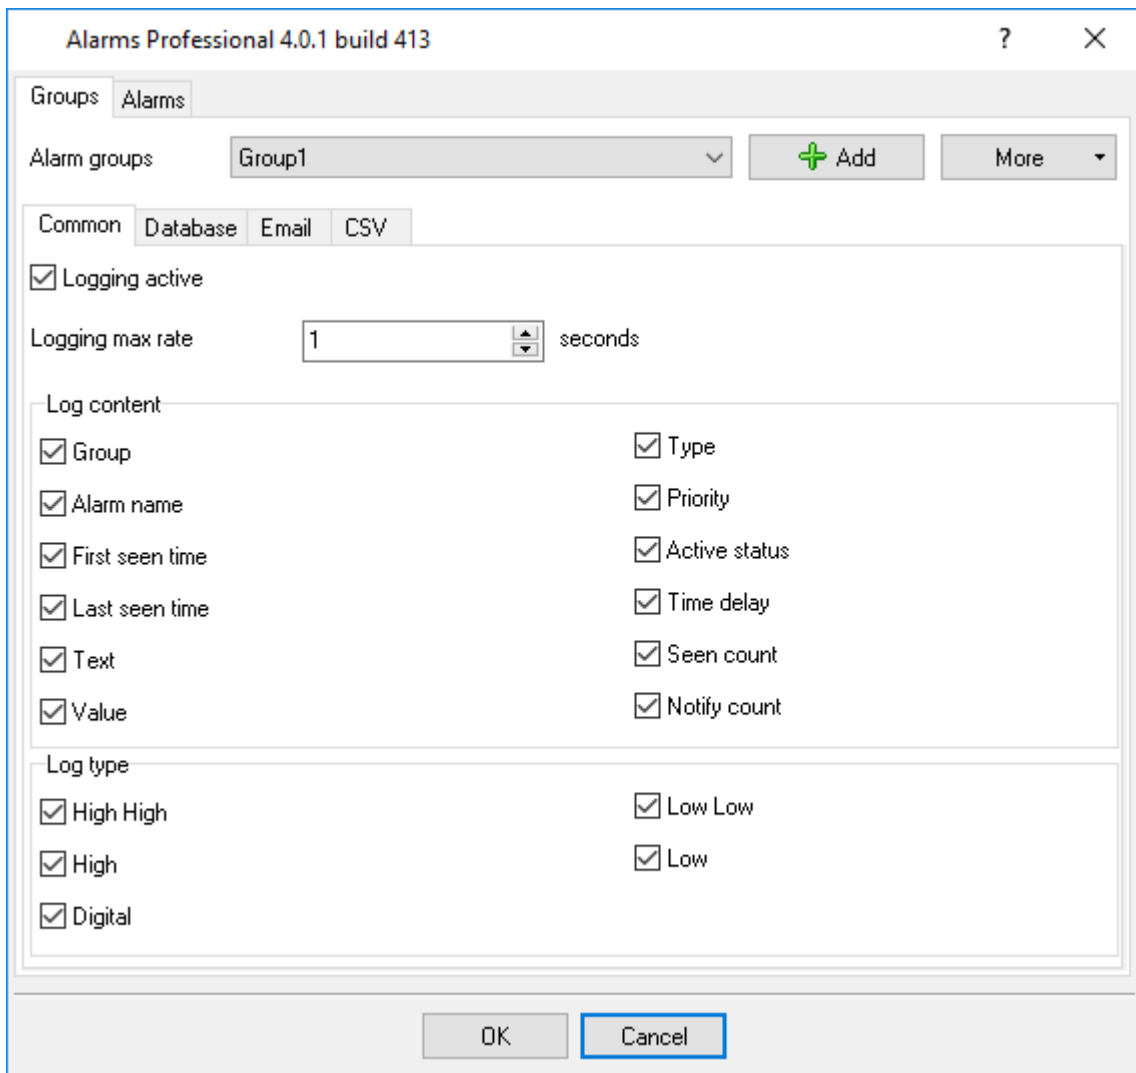 Alarms Professional 4.0.1 build 413 ?
Groups Alarms
Alarm groups Group1 Add More
Common Database Email CSV
Logging active
Logging max rate 1 seconds
Log content
Group Type
Alarm name Priority
First seen time Active status
Last seen time Time delay
Text Seen count
Value Notify count
Log type
High High Low Low
High Low
Digital
OK Cancel